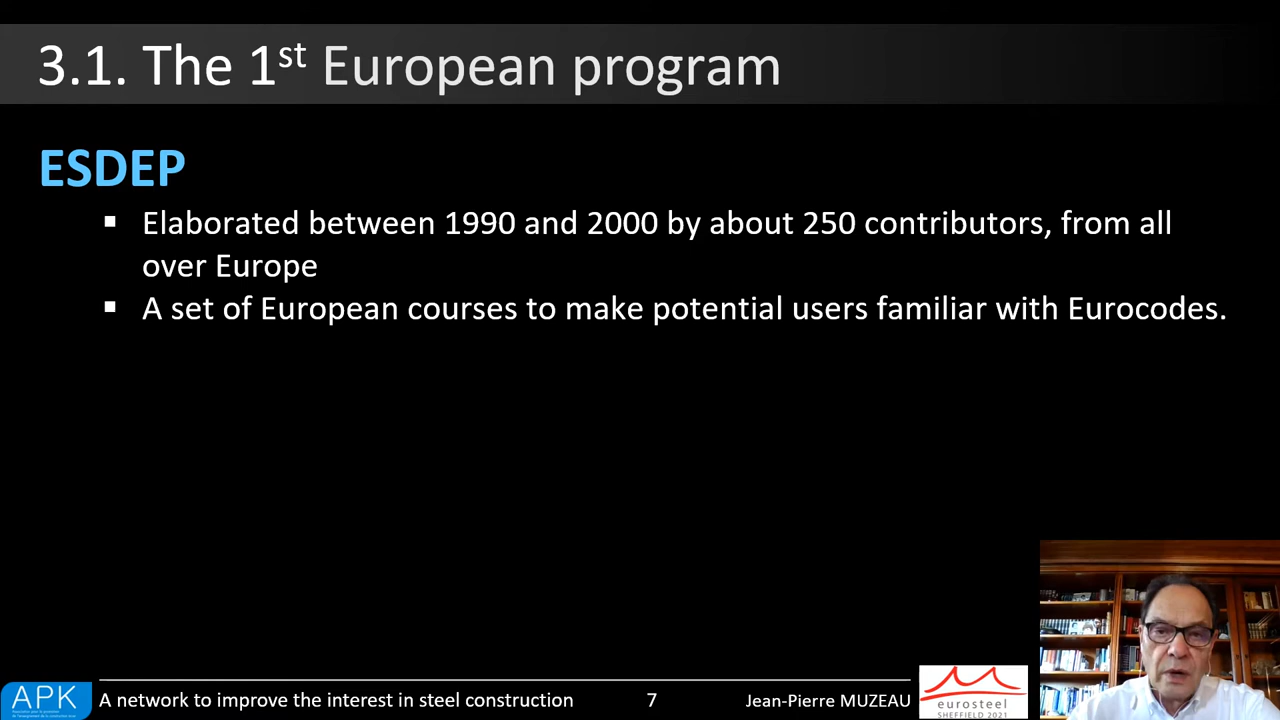 3.1. The 1st European program
ESDEP
▪ Elaborated between 1990 and 2000 by about 250 contributors, from all
over Europe
▪ A set of European courses to make potential users familiar with Eurocodes.
APK
A network to improve the interest in steel construction
7
Jean-Pierre MUZEAU
eurosteel
SHEFFIELD 2021